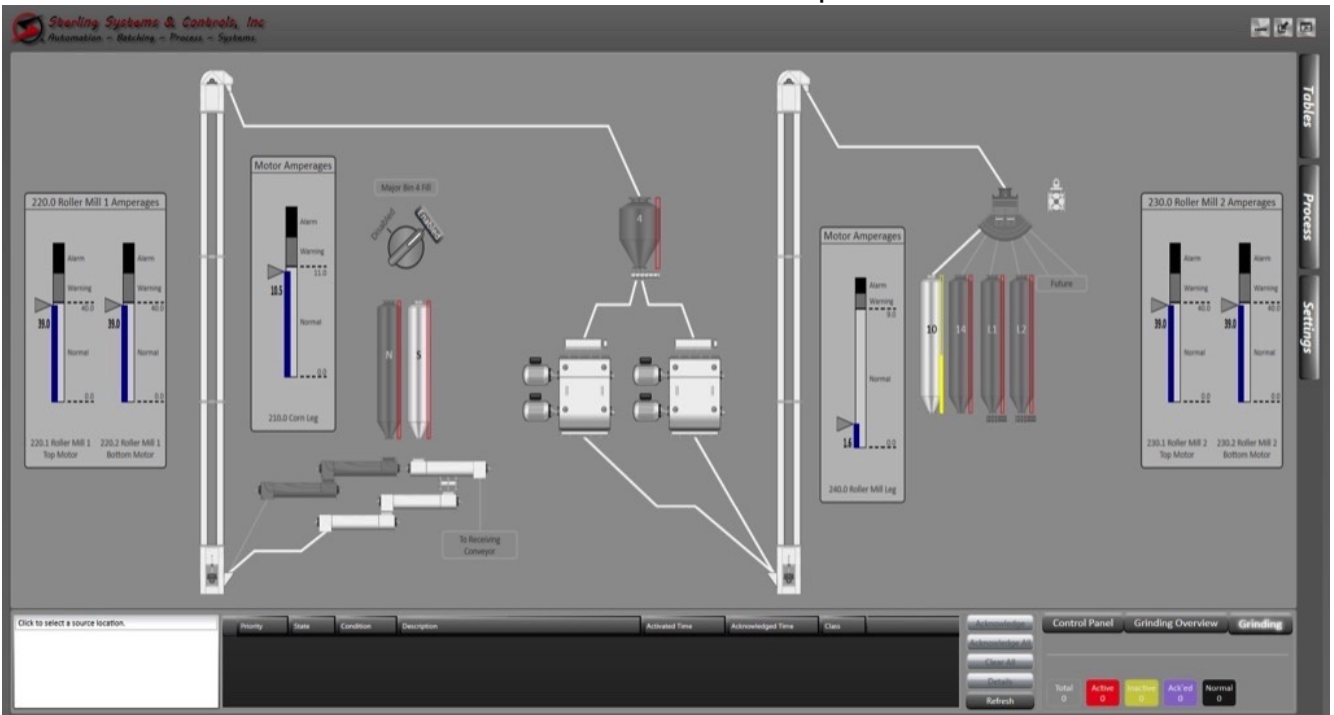 Sterling Systems & Controls, Inc
Automation ~ Batching ~ Process ~ Systems
Tables
Process
Settings
220.0 Roller Mill 1 Amperages
Alarm
Warning
40.0
39.0
Normal
0.0
220.1 Roller Mill 1
Top Motor
Alarm
Warning
40.0
39.0
Normal
0.0
220.2 Roller Mill 1
Bottom Motor
Motor Amperages
Alarm
Warning
11.0
10.5
Normal
0.0
210.0 Corn Leg
Major Bin 4 Fill
Disabled
Enabled
N
S
To Receiving
Conveyor
4
Motor Amperages
Alarm
Warning
9.0
Normal
1.6
0.0
240.0 Roller Mill Leg
10
14
L1
L2
Future
230.0 Roller Mill 2 Amperages
Alarm
Warning
40.0
39.0
Normal
0.0
230.1 Roller Mill 2
Top Motor
Alarm
Warning
40.0
39.0
Normal
0.0
230.2 Roller Mill 2
Bottom Motor
Click to select a source location.
Priority State Condition Description Activated Time Acknowledged Time Class
Acknowledge
Acknowledge All
Clear All
Details
Refresh
Control Panel Grinding Overview Grinding
Total
0
Active
0
Inactive
0
Ack'ed
0
Normal
0